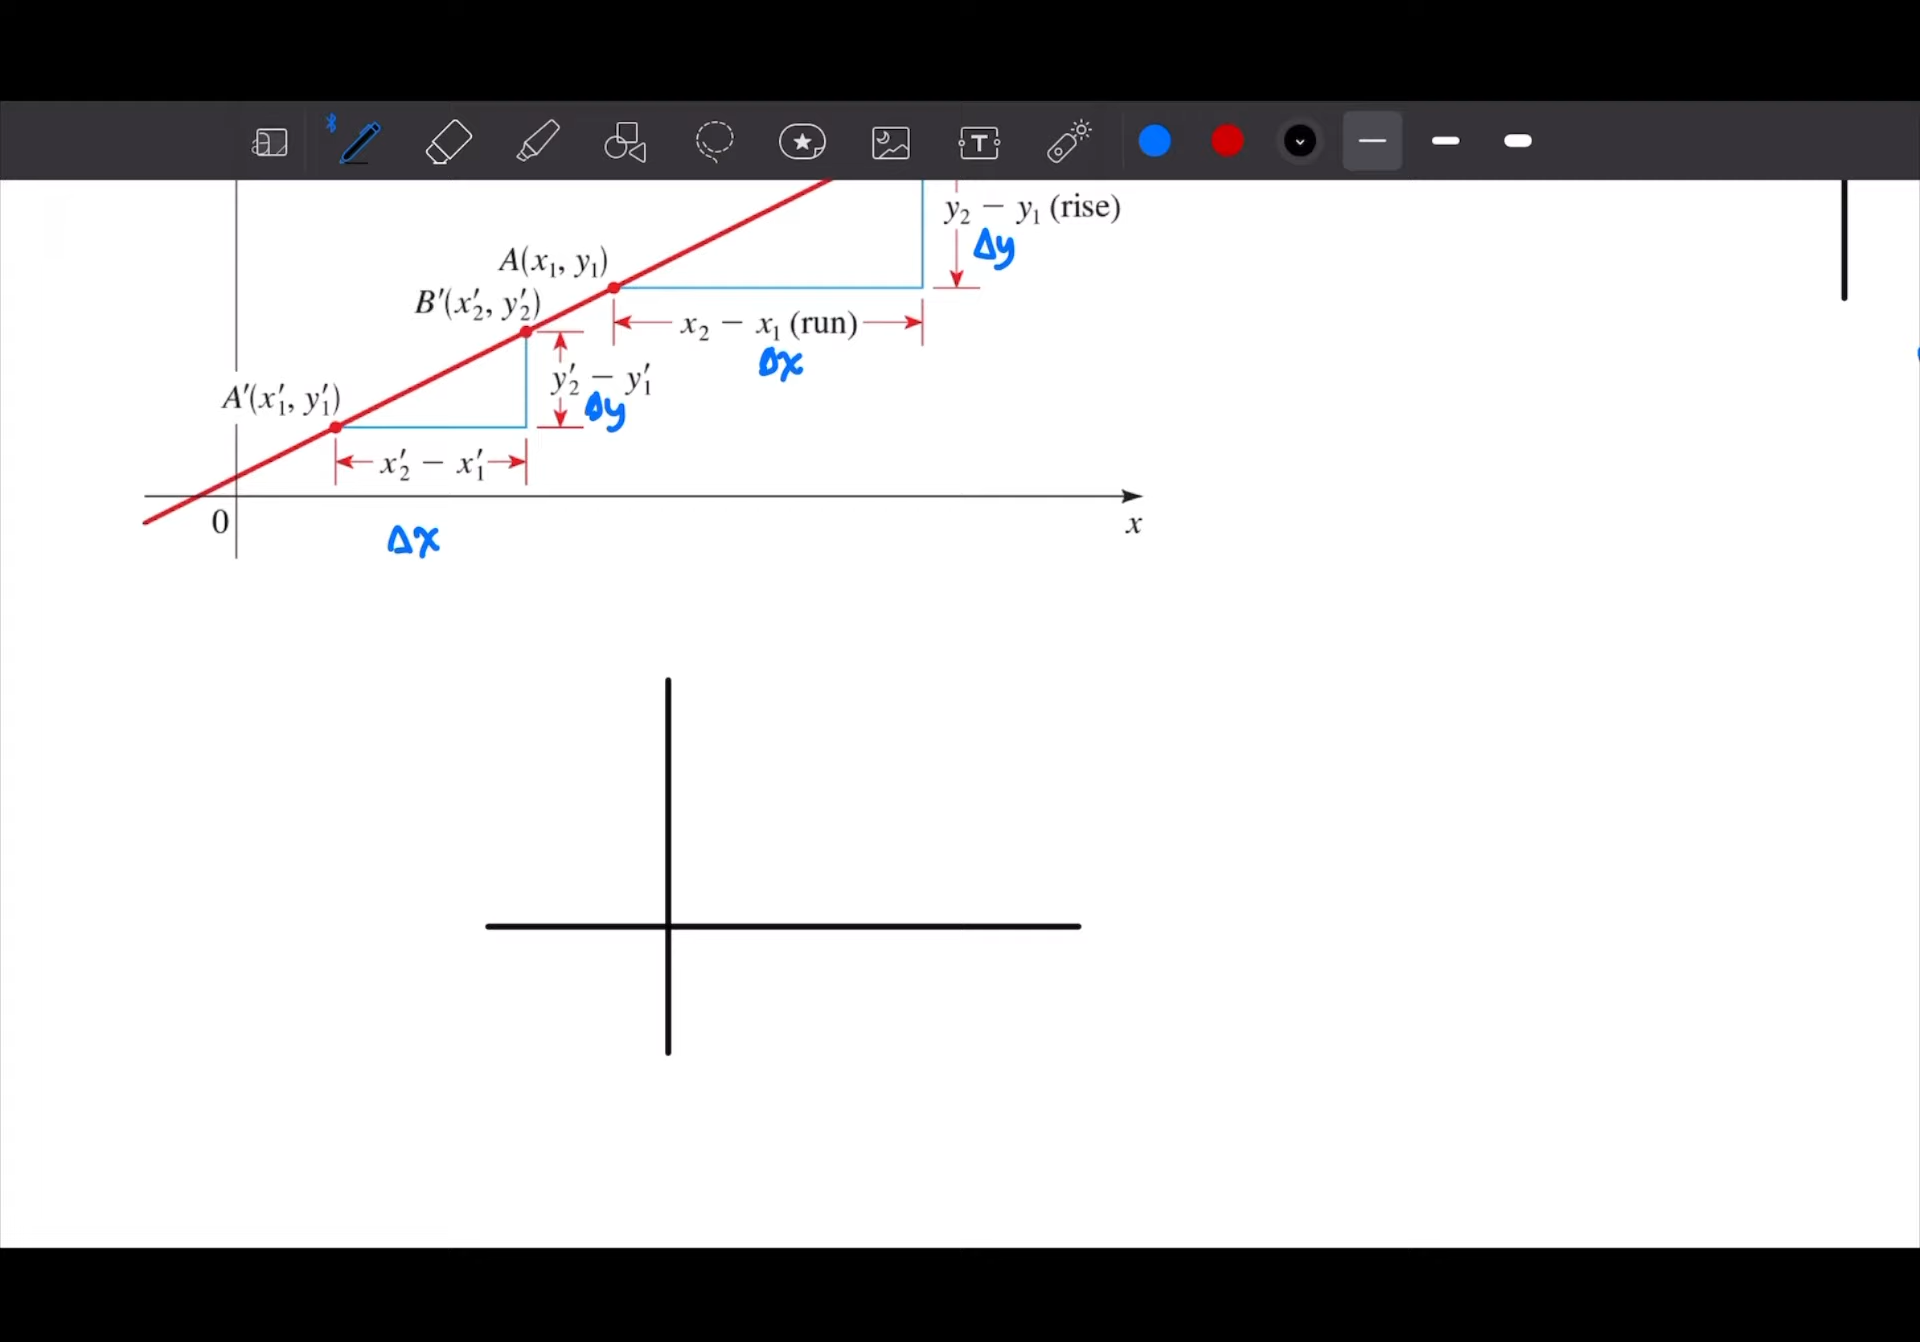 T
y₂ − y₁ (rise)
Δy
A(x₁, y₁)
B′(x′₂, y′₂)
x₂ − x₁ (run)
Δx
y′₂ − y′₁
Δy
A′(x′₁, y′₁)
x′₂ − x′₁
0
x
Δx